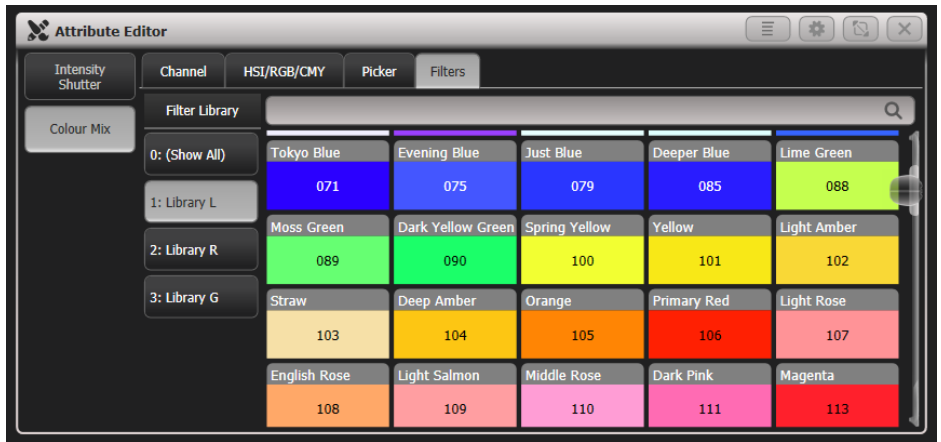 Attribute Editor
Intensity
Shutter
Colour Mix
Channel
HSI/RGB/CMY
Picker
Filters
Filter Library
0: (Show All)
1: Library L
2: Library R
3: Library G
Tokyo Blue
Evening Blue
Just Blue
Deeper Blue
Lime Green
071
075
079
085
088
Moss Green
Dark Yellow Green
Spring Yellow
Yellow
Light Amber
089
090
100
101
102
Straw
Deep Amber
Orange
Primary Red
Light Rose
103
104
105
106
107
English Rose
Light Salmon
Middle Rose
Dark Pink
Magenta
108
109
110
111
113